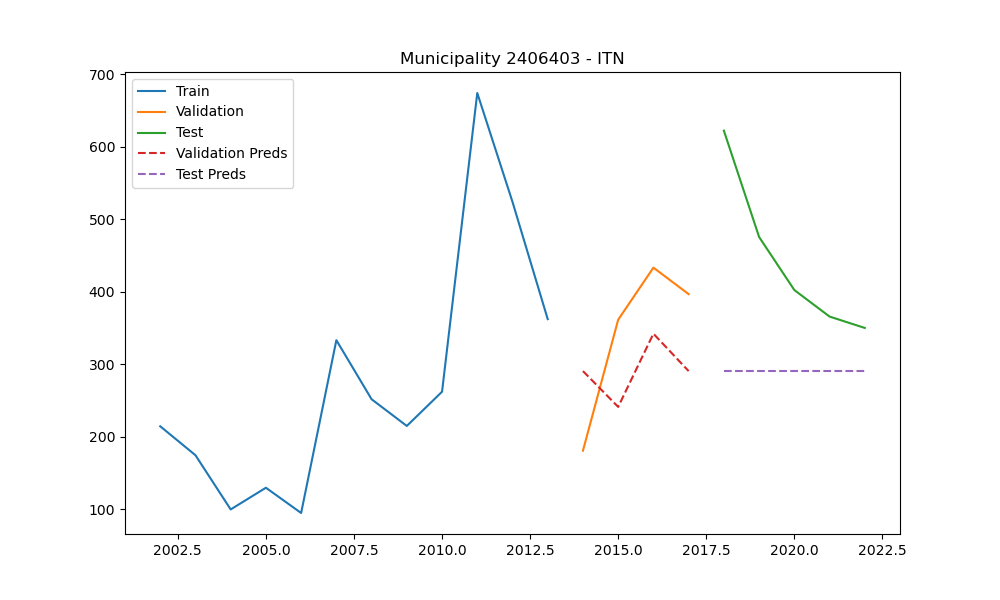 Municipality 2406403 - ITN
Train
Validation
Test
Validation Preds
Test Preds
700
600
500
400
300
200
100
2002.5 2005.0 2007.5 2010.0 2012.5 2015.0 2017.5 2020.0 2022.5